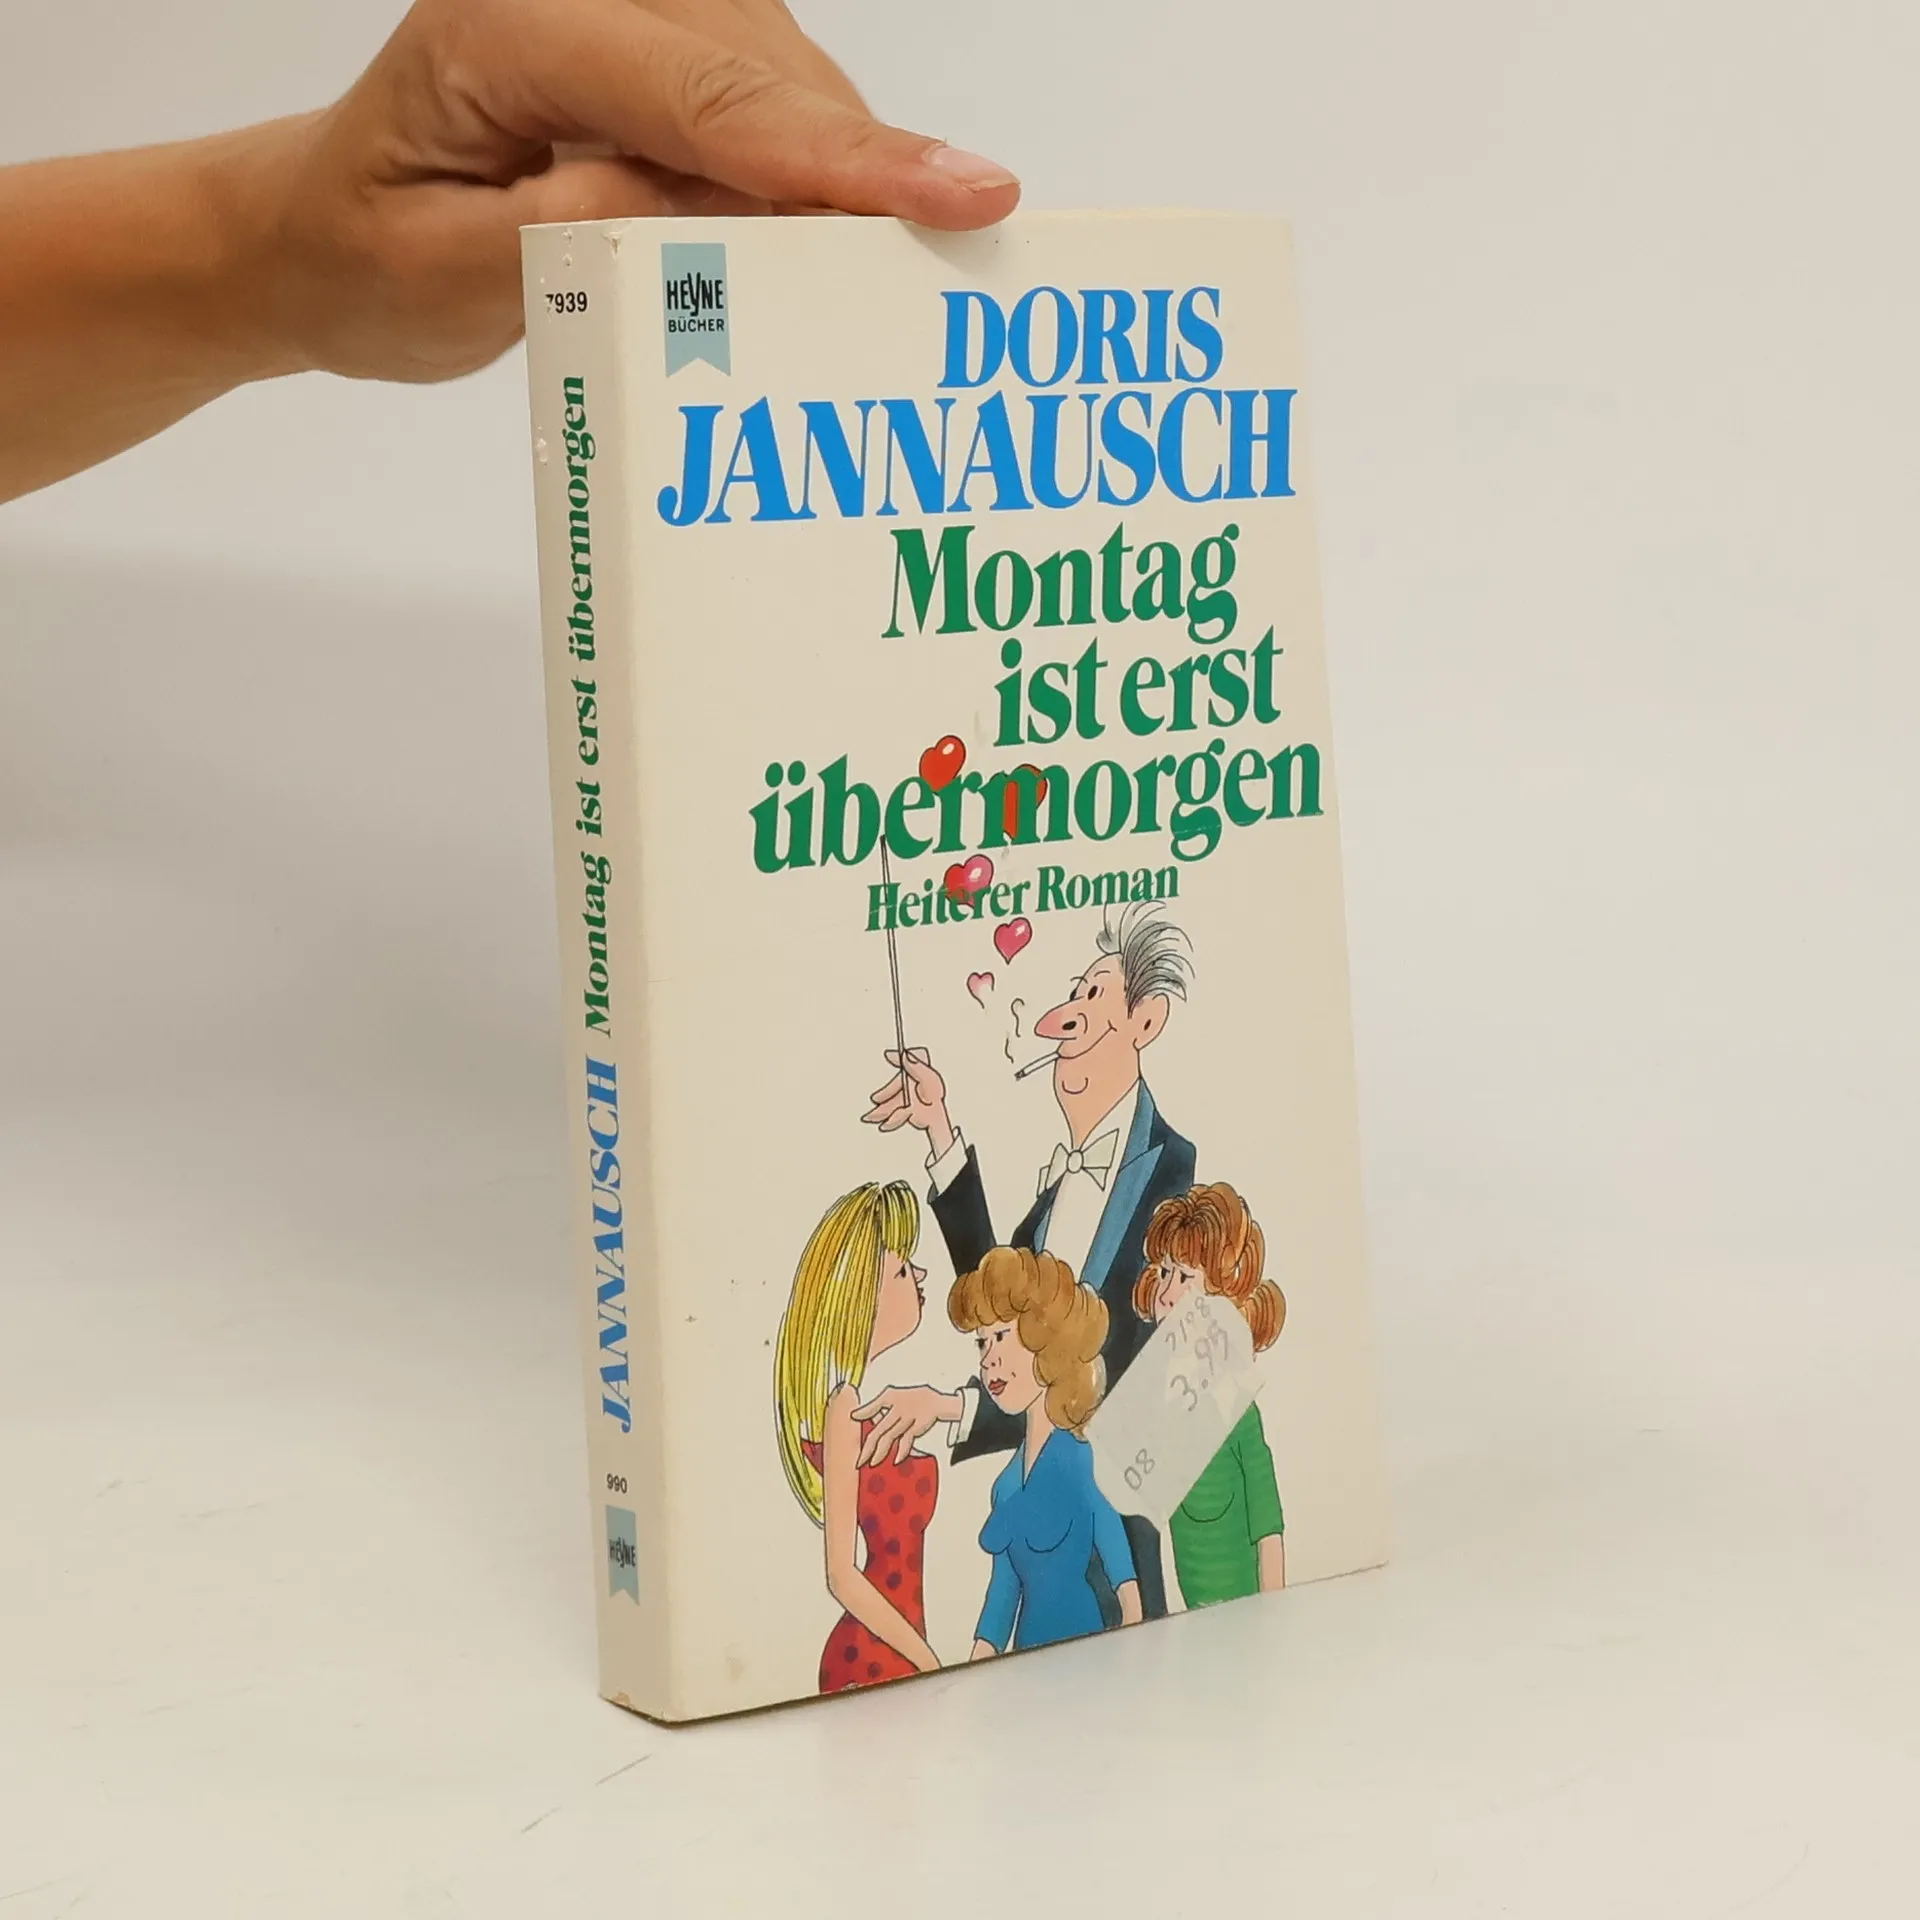 7939
Montag ist erst übermorgen
JANNAUSCH
990
HEYNE
HEYNE
BÜCHER
DORIS
JANNAUSCH
Montag
ist erst
übermorgen
Heiterer Roman
7108
3.95
08